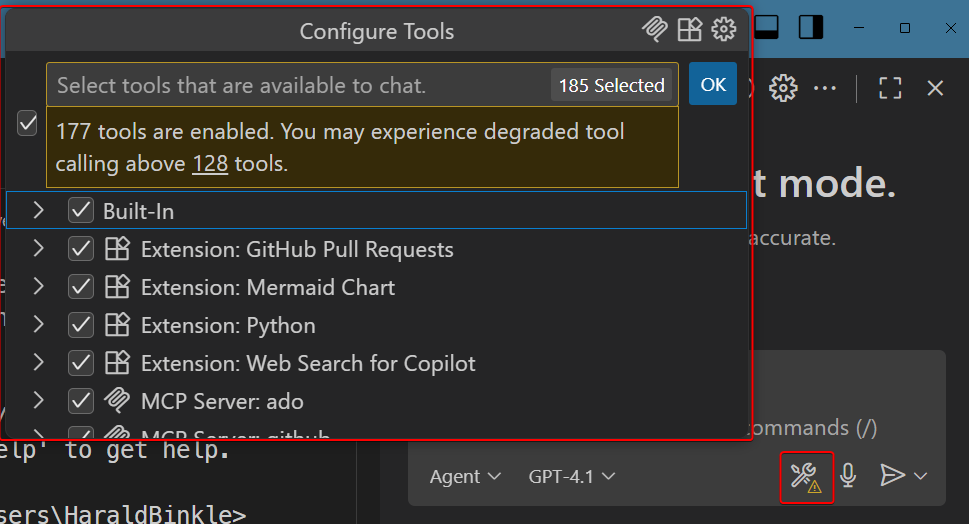 Configure Tools
Select tools that are available to chat.
185 Selected
OK
177 tools are enabled. You may experience degraded tool
calling above 128 tools.
Built-In
Extension: GitHub Pull Requests
Extension: Mermaid Chart
Extension: Python
Extension: Web Search for Copilot
MCP Server: ado
MCP Server: github
t mode.
accurate.
ommands (/)
Agent
GPT-4.1
elp' to get help.
sers\HaraldBinkle>